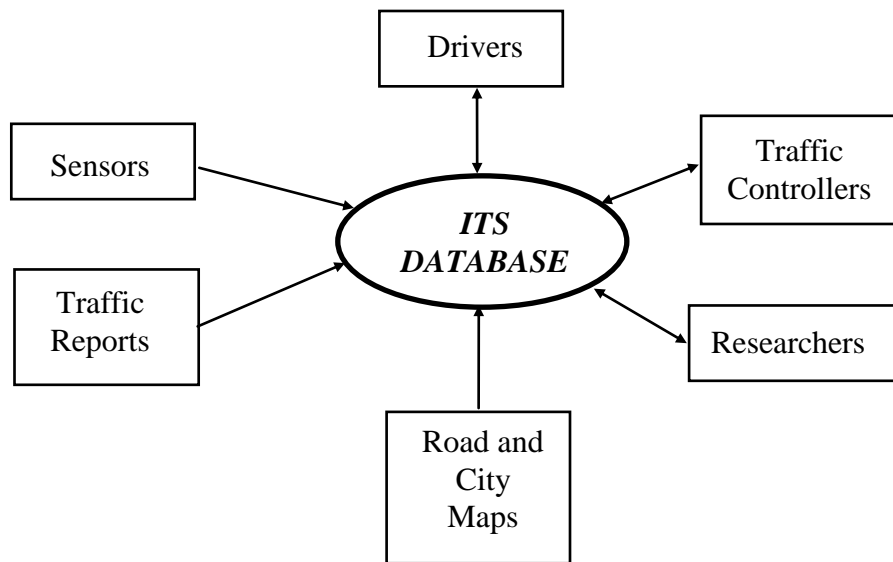 Drivers
Sensors
Traffic
Controllers
ITS
DATABASE
Traffic
Reports
Researchers
Road and
City
Maps